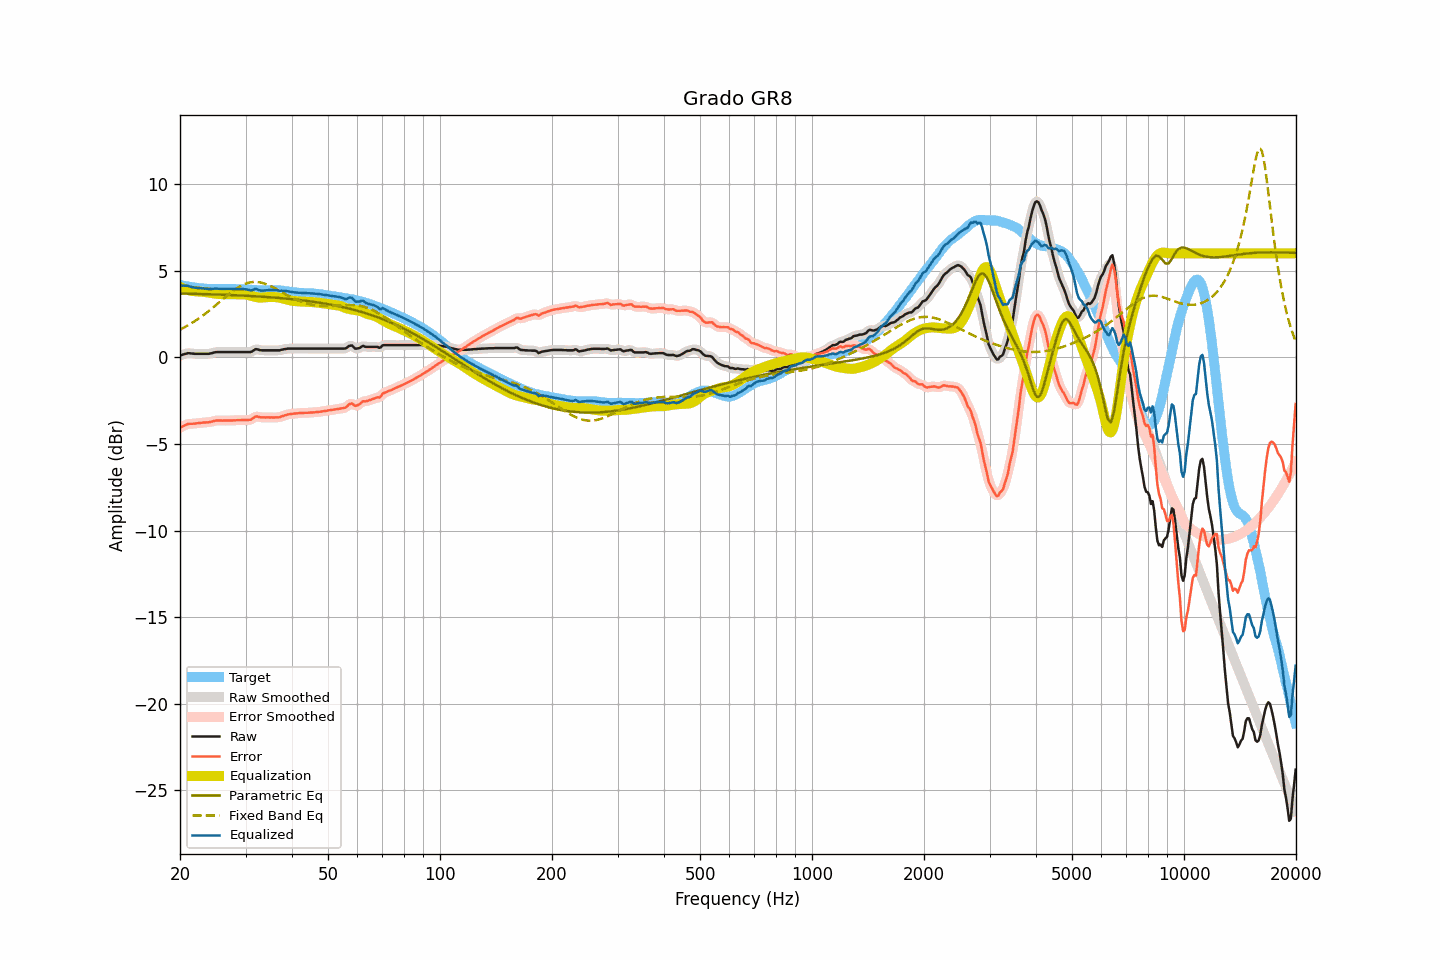 Grado GR8
Amplitude (dBr)
10
5
0
−5
−10
−15
−20
−25
Target
Raw Smoothed
Error Smoothed
Raw
Error
Equalization
Parametric Eq
Fixed Band Eq
Equalized
20 50 100 200 500 1000 2000 5000 10000 20000
Frequency (Hz)